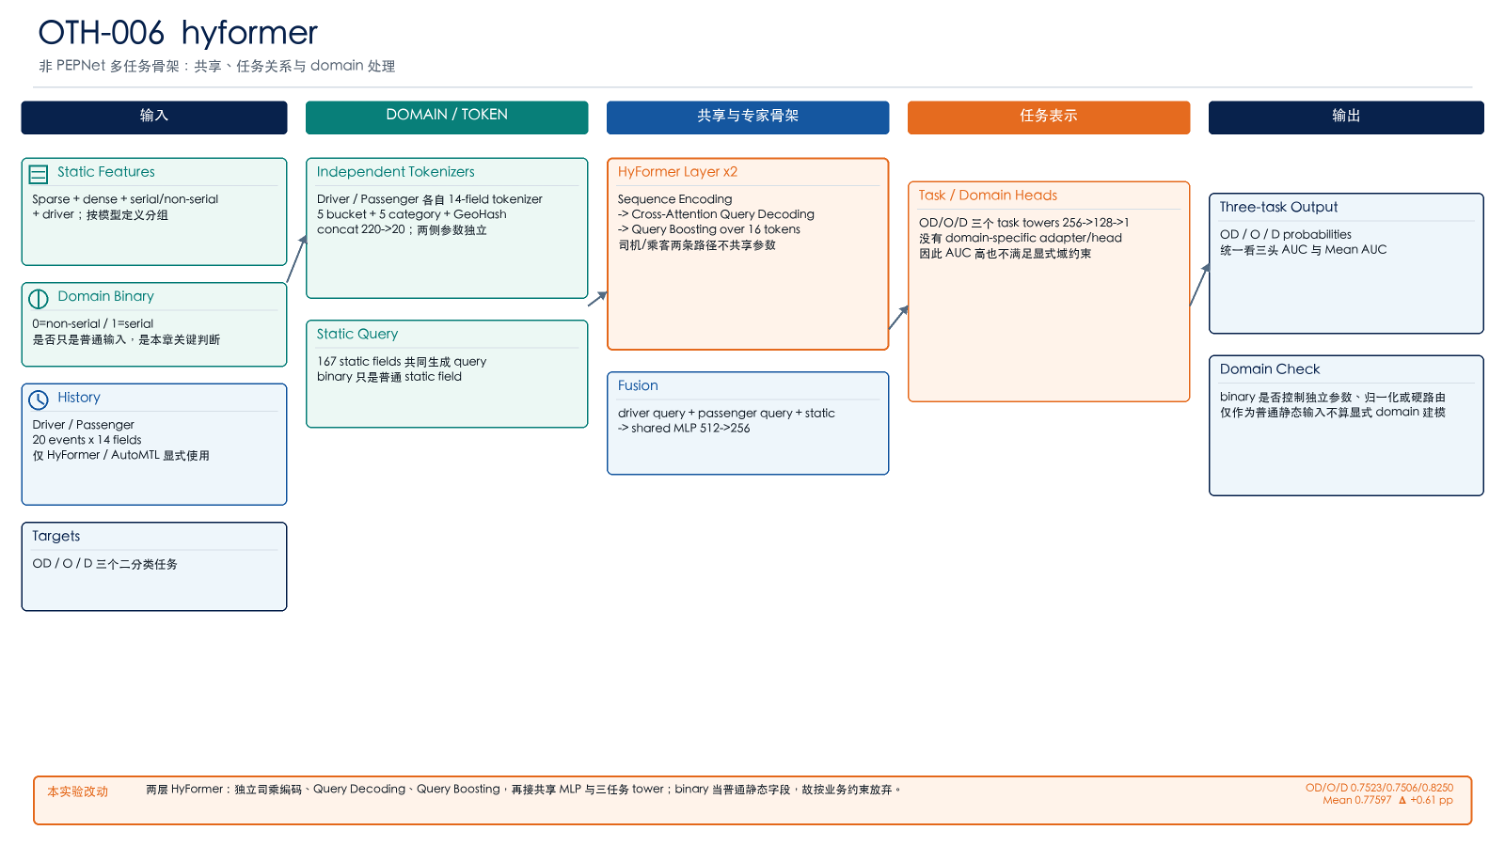 OTH-006 hyformer
非 PEPNet 多任务骨架：共享、任务关系与 domain 处理
输入
DOMAIN / TOKEN
共享与专家骨架
任务表示
输出
Static Features
Sparse + dense + serial/non-serial
+ driver；按模型定义分组
Domain Binary
0=non-serial / 1=serial
是否只是普通输入，是本章关键判断
History
Driver / Passenger
20 events x 14 fields
仅 HyFormer / AutoMTL 显式使用
Targets
OD / O / D 三个二分类任务
Independent Tokenizers
Driver / Passenger 各自 14-field tokenizer
5 bucket + 5 category + GeoHash
concat 220->20；两侧参数独立
Static Query
167 static fields 共同生成 query
binary 只是普通 static field
HyFormer Layer x2
Sequence Encoding
-> Cross-Attention Query Decoding
-> Query Boosting over 16 tokens
司机/乘客两条路径不共享参数
Fusion
driver query + passenger query + static
-> shared MLP 512->256
Task / Domain Heads
OD/O/D 三个 task towers 256->128->1
没有 domain-specific adapter/head
因此 AUC 高也不满足显式域约束
Three-task Output
OD / O / D probabilities
统一看三头 AUC 与 Mean AUC
Domain Check
binary 是否控制独立参数、归一化或硬路由
仅作为普通静态输入不算显式 domain 建模
本实验改动
两层 HyFormer：独立司乘编码、Query Decoding、Query Boosting，再接共享 MLP 与三任务 tower；binary 当普通静态字段，故按业务约束放弃。
OD/O/D 0.7523/0.7506/0.8250
Mean 0.77597 Δ +0.61 pp